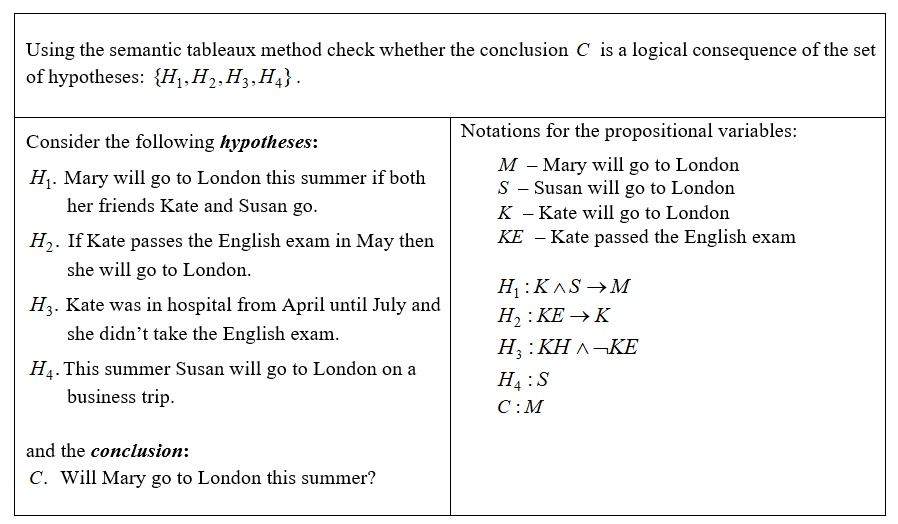 Using the semantic tableaux method check whether the conclusion C is a logical consequence of the set
of hypotheses: {H₁, H₂, H₃, H₄} .
Consider the following hypotheses:
H₁. Mary will go to London this summer if both
her friends Kate and Susan go.
H₂. If Kate passes the English exam in May then
she will go to London.
H₃. Kate was in hospital from April until July and
she didn’t take the English exam.
H₄. This summer Susan will go to London on a
business trip.
and the conclusion:
C. Will Mary go to London this summer?
Notations for the propositional variables:
M – Mary will go to London
S – Susan will go to London
K – Kate will go to London
KE – Kate passed the English exam
H₁ : K ∧ S → M
H₂ : KE → K
H₃ : KH ∧ ¬KE
H₄ : S
C : M